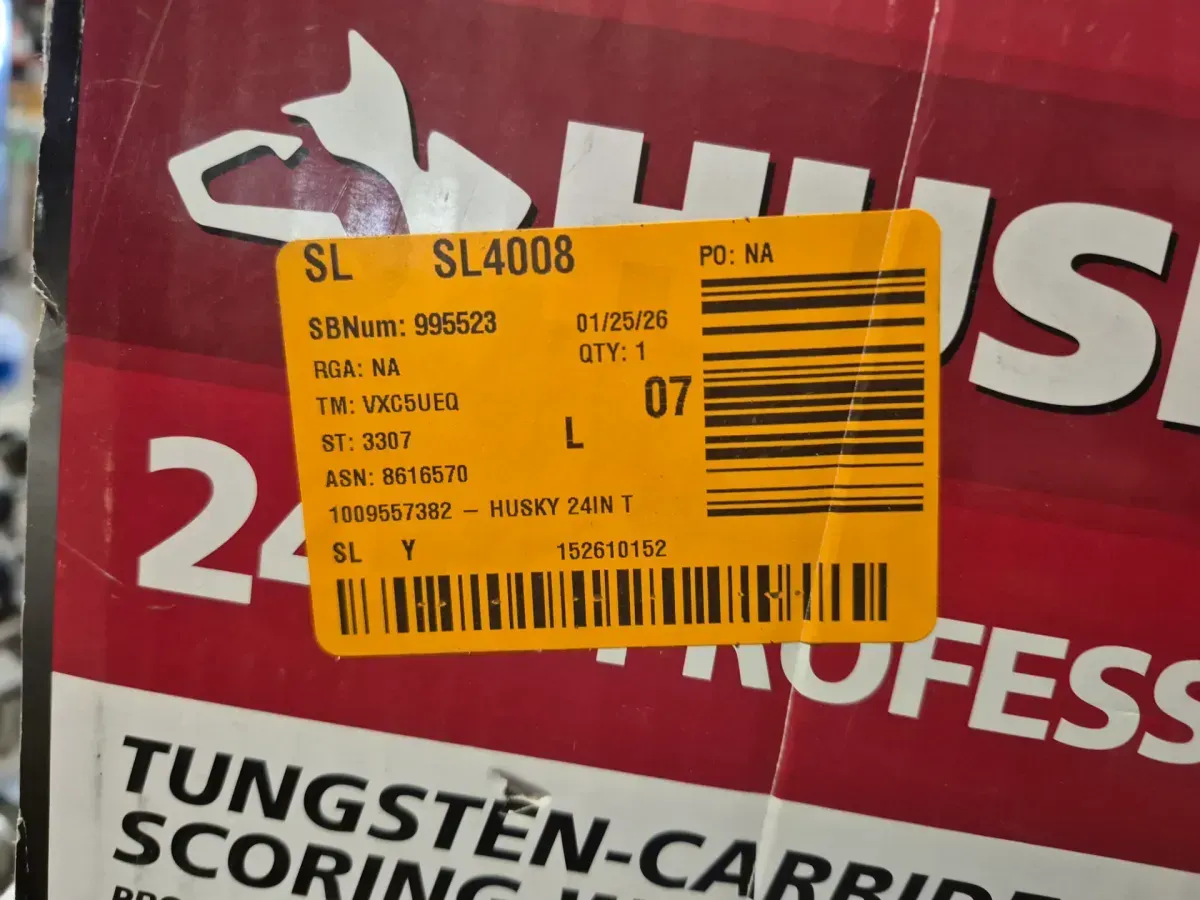 HUS
SL SL4008 PO: NA
SBNum: 995523 01/25/26
RGA: NA QTY: 1
TM: VXC5UEQ 07
ST: 3307 L
ASN: 8616570
1009557382 — HUSKY 24IN T
SL Y 152610152
24
PROFESS
TUNGSTEN-CARBIDE
SCORING